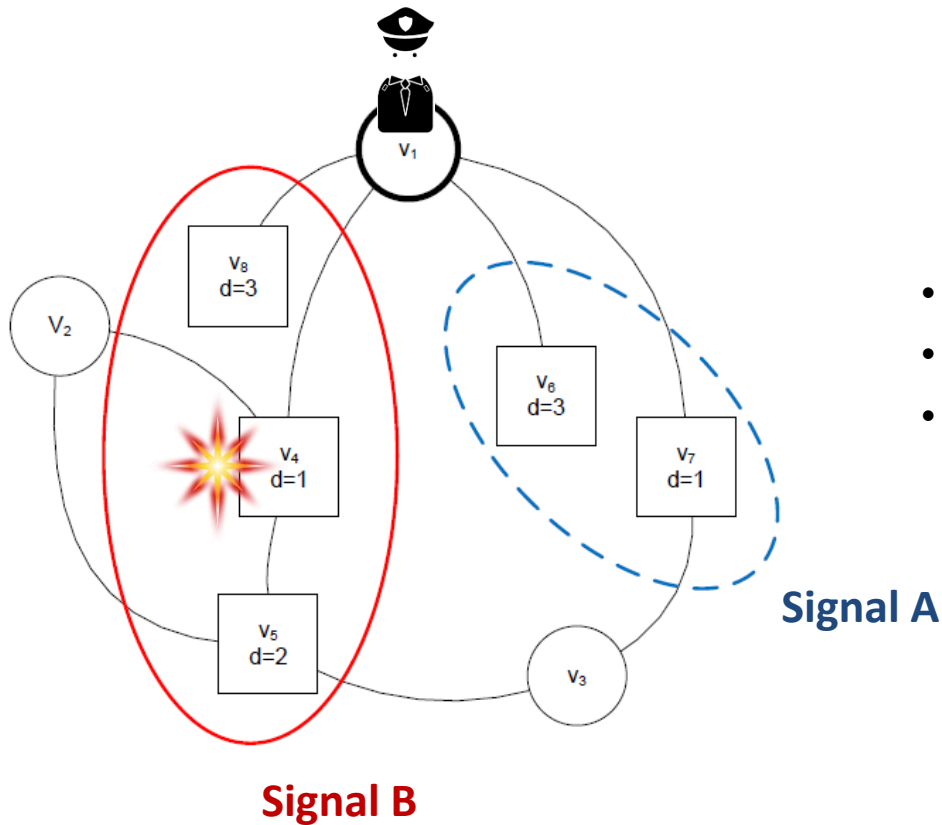 v₁
v₈
d=3
V₂
v₆
d=3
v₄
d=1
v₇
d=1
Signal A
v₅
d=2
v₃
Signal B